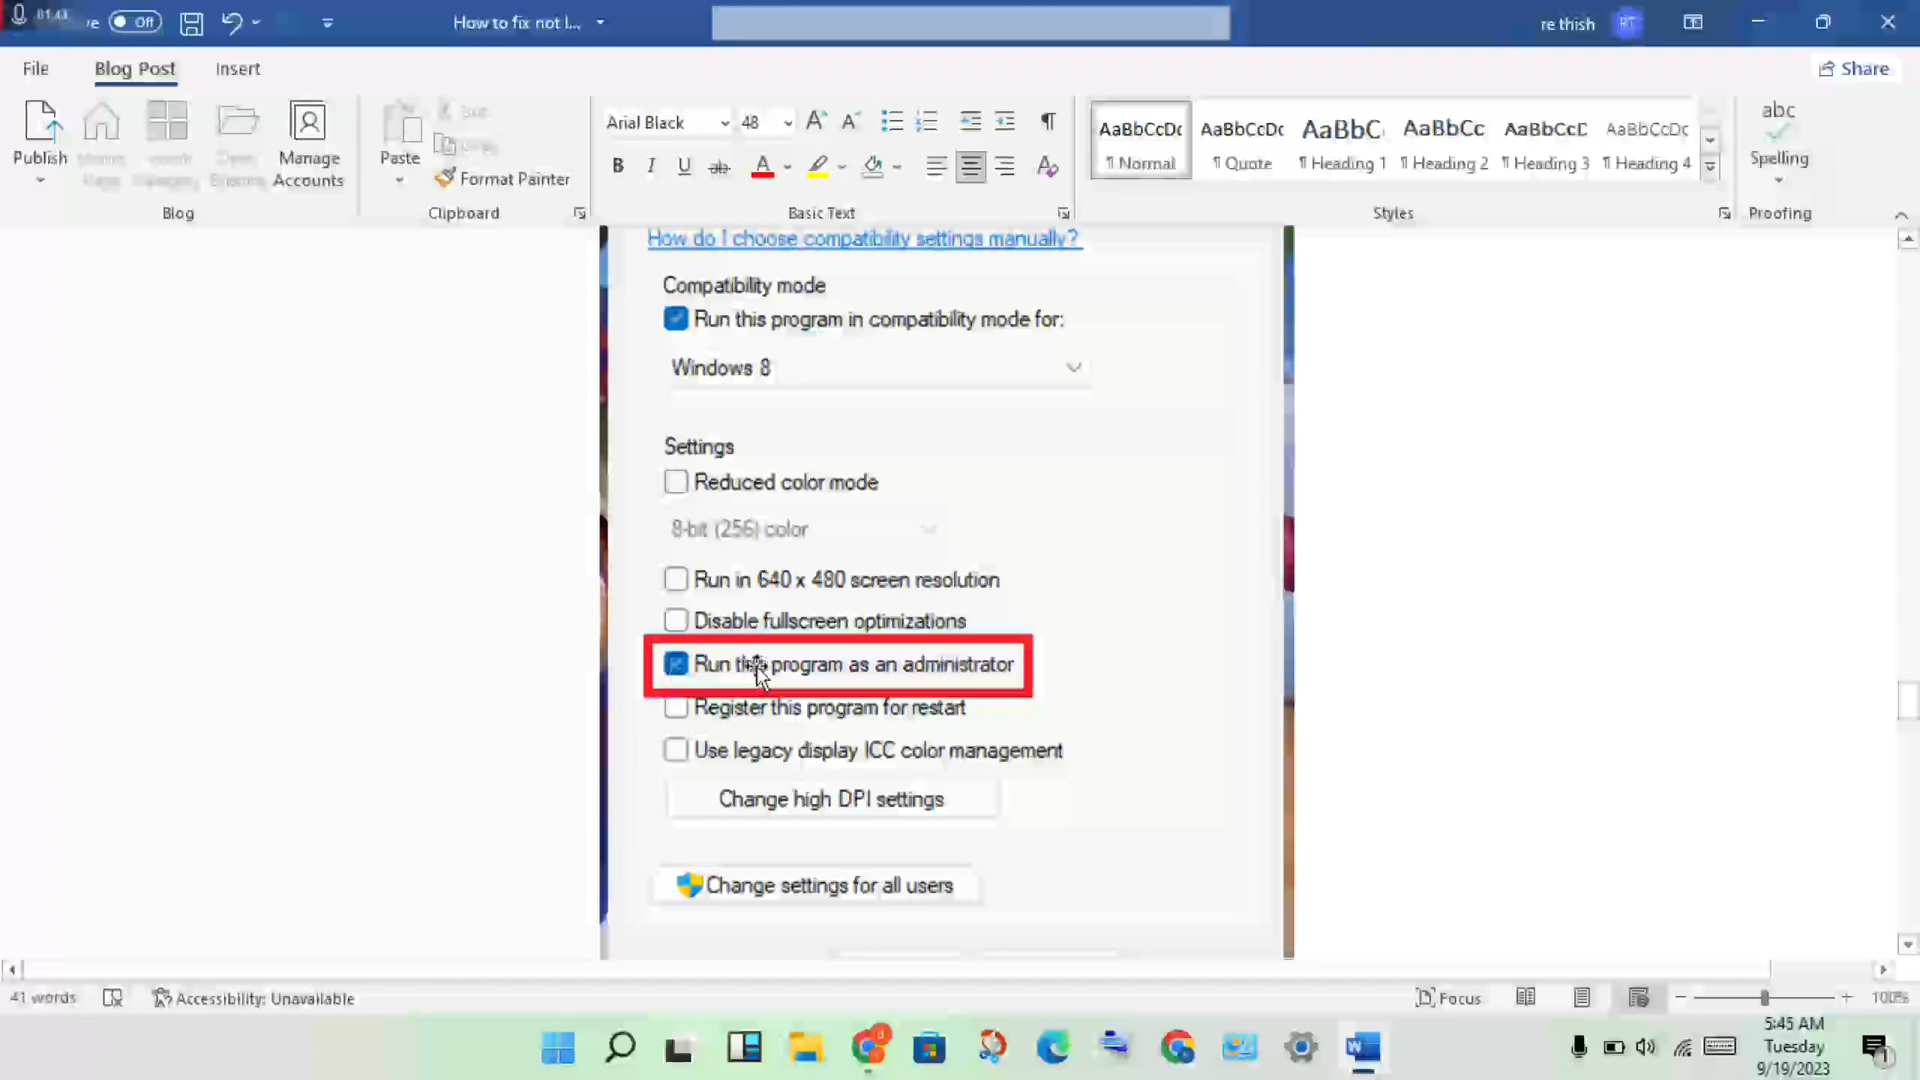 01:43
Off
How to fix not l...
re thish
RT
File
Blog Post
Insert
Share
Publish
Manage
Accounts
Paste
Format Painter
Arial Black
48
AaBbCcDc
¶ Normal
AaBbCcDc
¶ Quote
AaBbC
¶ Heading 1
AaBbCc
¶ Heading 2
AaBbCcD
¶ Heading 3
AaBbCcDc
¶ Heading 4
abc
Spelling
Blog
Clipboard
Basic Text
Styles
Proofing
How do I choose compatibility settings manually?
Compatibility mode
Run this program in compatibility mode for:
Windows 8
Settings
Reduced color mode
8-bit (256) color
Run in 640 x 480 screen resolution
Disable fullscreen optimizations
Run this program as an administrator
Register this program for restart
Use legacy display ICC color management
Change high DPI settings
Change settings for all users
41 words
Accessibility: Unavailable
Focus
100%
5:45 AM
Tuesday
9/19/2023